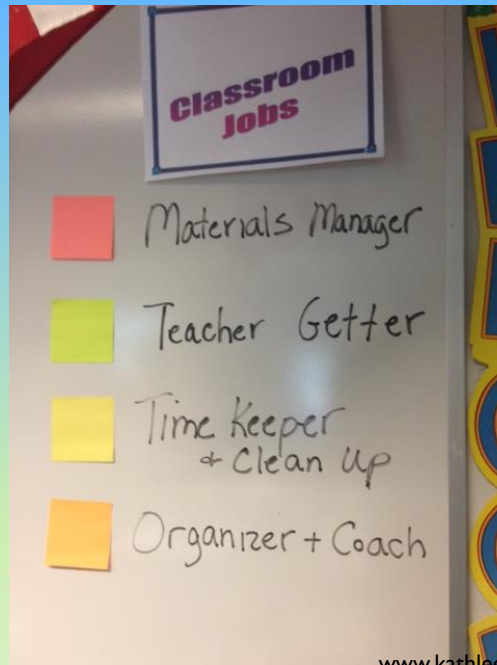 Classroom
Jobs
Materials Manager
Teacher Getter
Time Keeper
+ Clean Up
Organizer + Coach